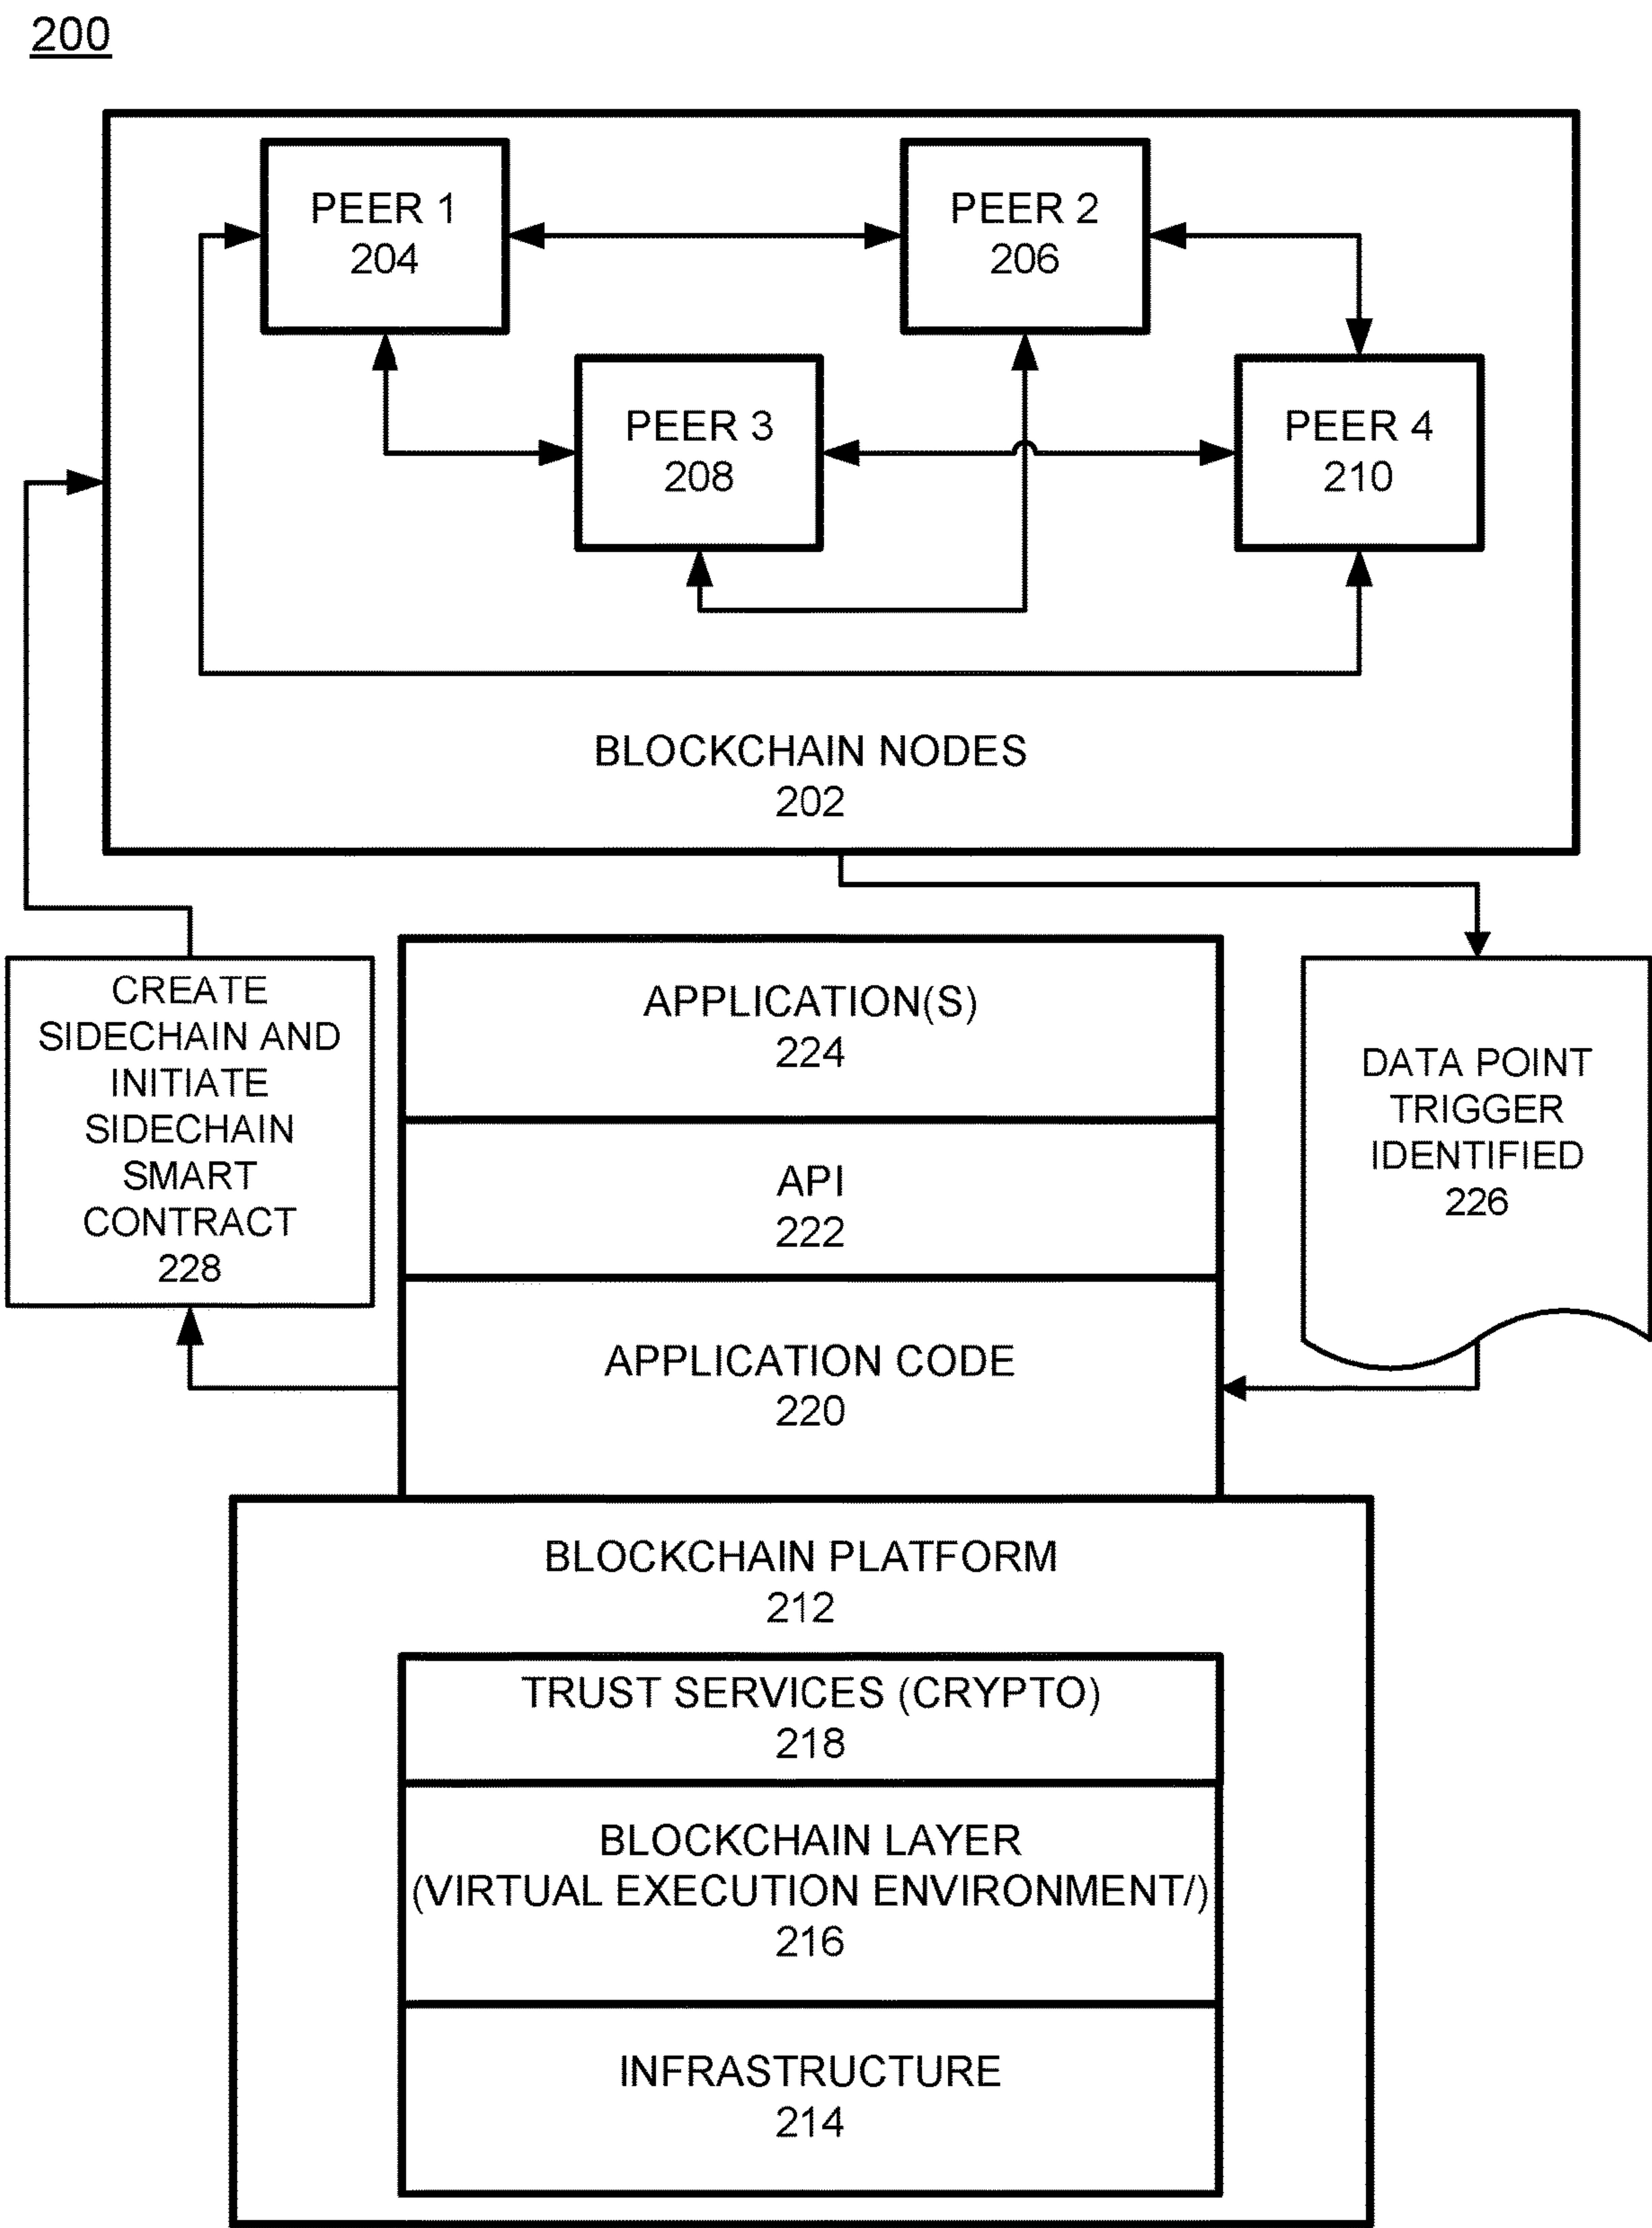 200
PEER 1
204
PEER 2
206
PEER 3
208
PEER 4
210
BLOCKCHAIN NODES
202
CREATE
SIDECHAIN AND
INITIATE
SIDECHAIN
SMART
CONTRACT
228
APPLICATION(S)
224
API
222
APPLICATION CODE
220
DATA POINT
TRIGGER
IDENTIFIED
226
BLOCKCHAIN PLATFORM
212
TRUST SERVICES (CRYPTO)
218
BLOCKCHAIN LAYER
(VIRTUAL EXECUTION ENVIRONMENT/)
216
INFRASTRUCTURE
214